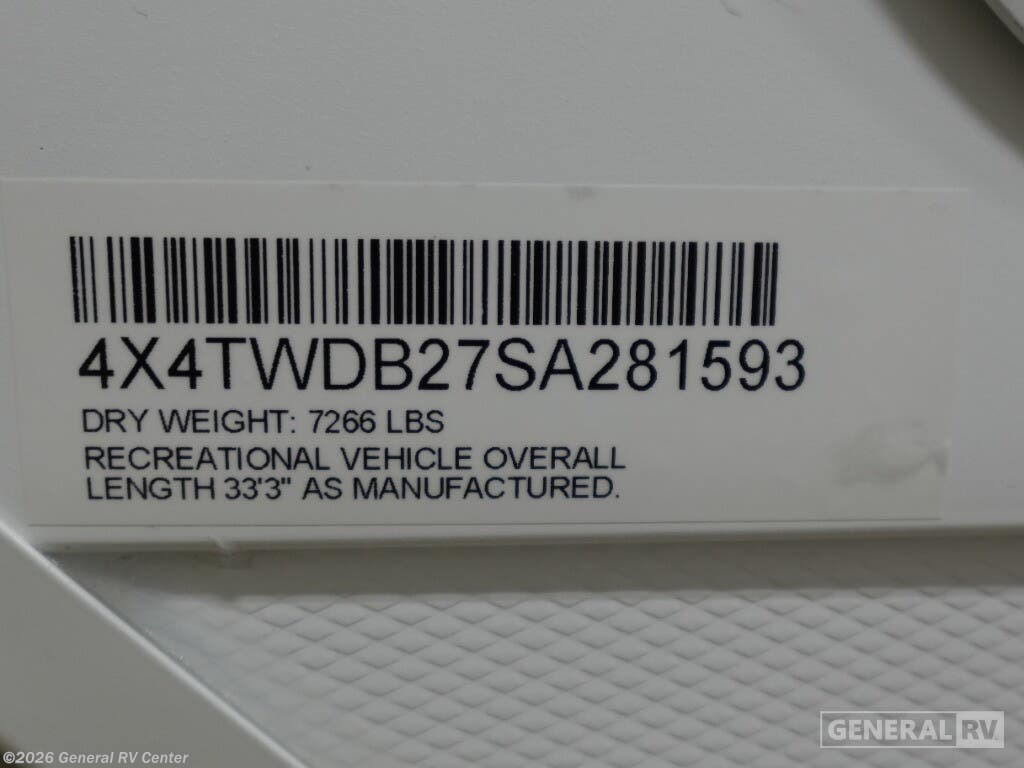 4X4TWDB27SA281593
DRY WEIGHT: 7266 LBS
RECREATIONAL VEHICLE OVERALL
LENGTH 33'3" AS MANUFACTURED.
GENERAL RV
©2026 General RV Center